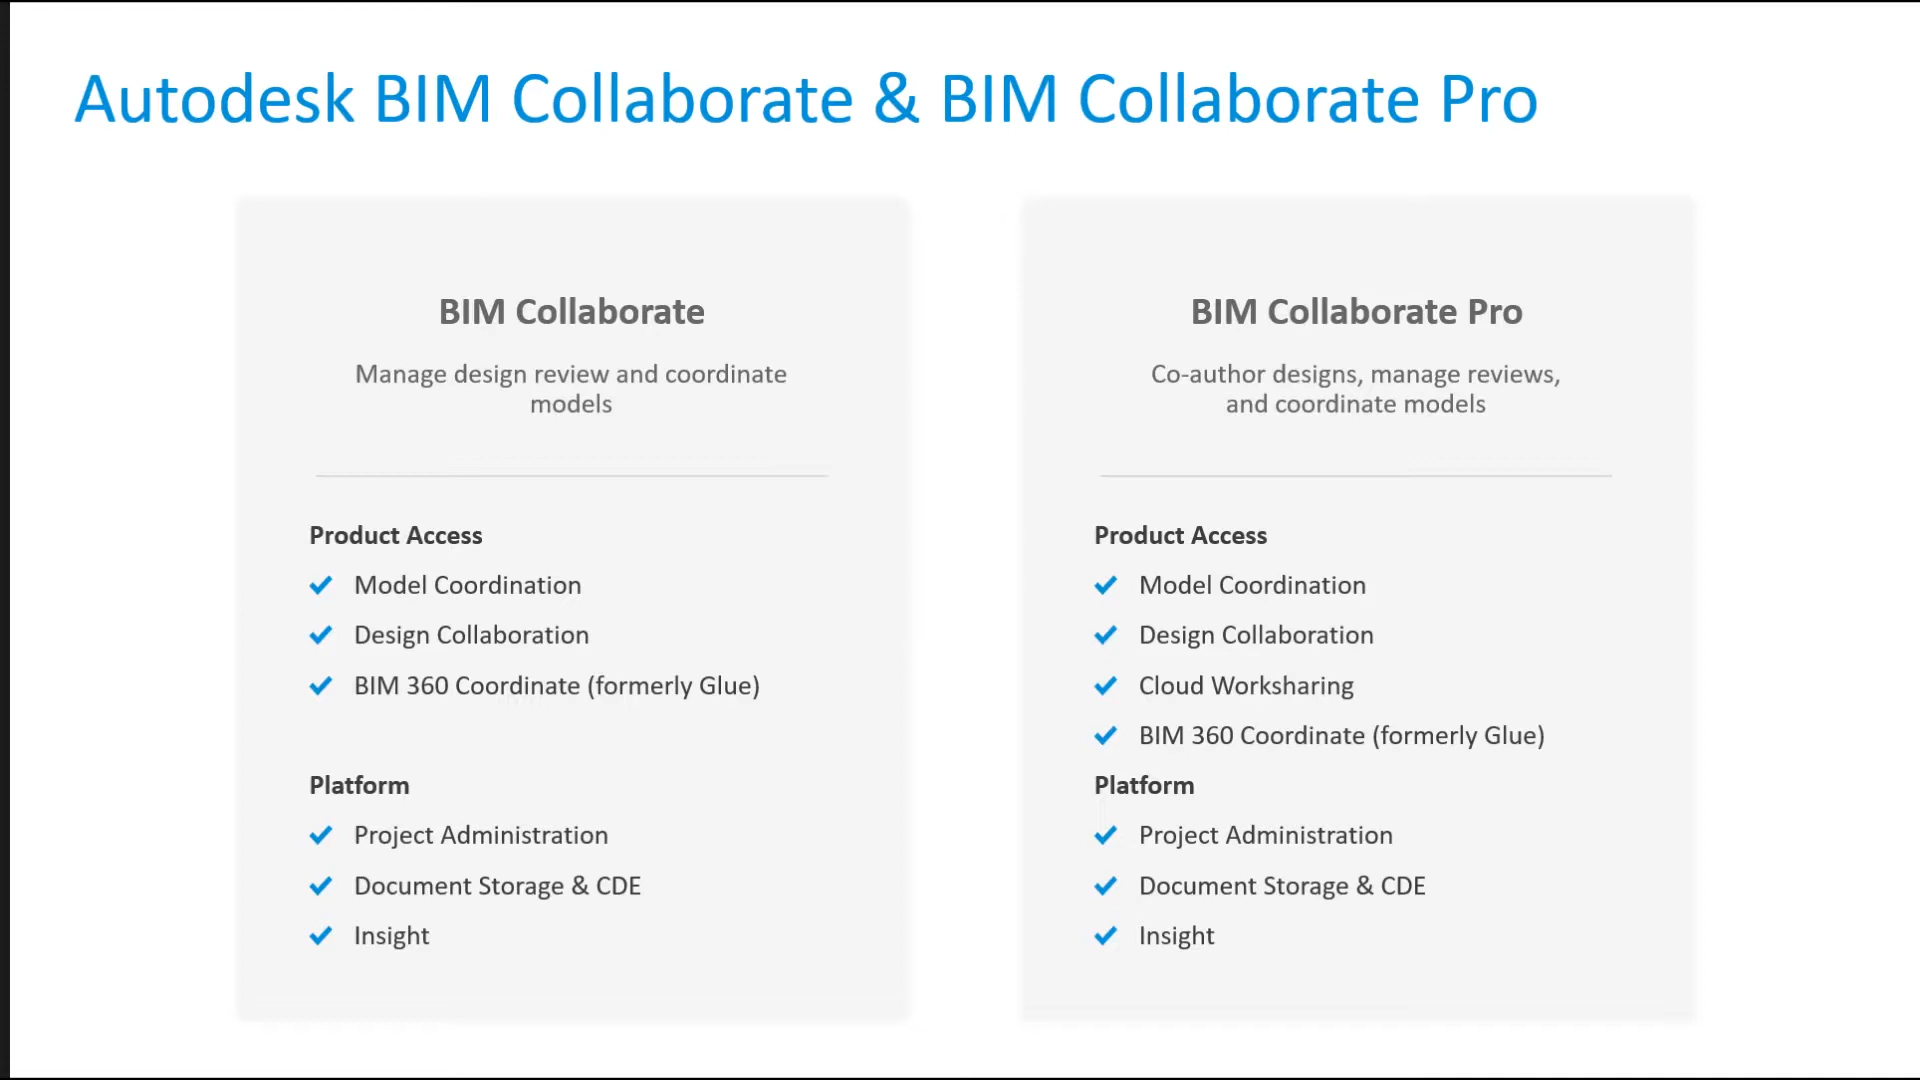 Autodesk BIM Collaborate & BIM Collaborate Pro
BIM Collaborate
Manage design review and coordinate
models
Product Access
Model Coordination
Design Collaboration
BIM 360 Coordinate (formerly Glue)
Platform
Project Administration
Document Storage & CDE
Insight
BIM Collaborate Pro
Co-author designs, manage reviews,
and coordinate models
Product Access
Model Coordination
Design Collaboration
Cloud Worksharing
BIM 360 Coordinate (formerly Glue)
Platform
Project Administration
Document Storage & CDE
Insight